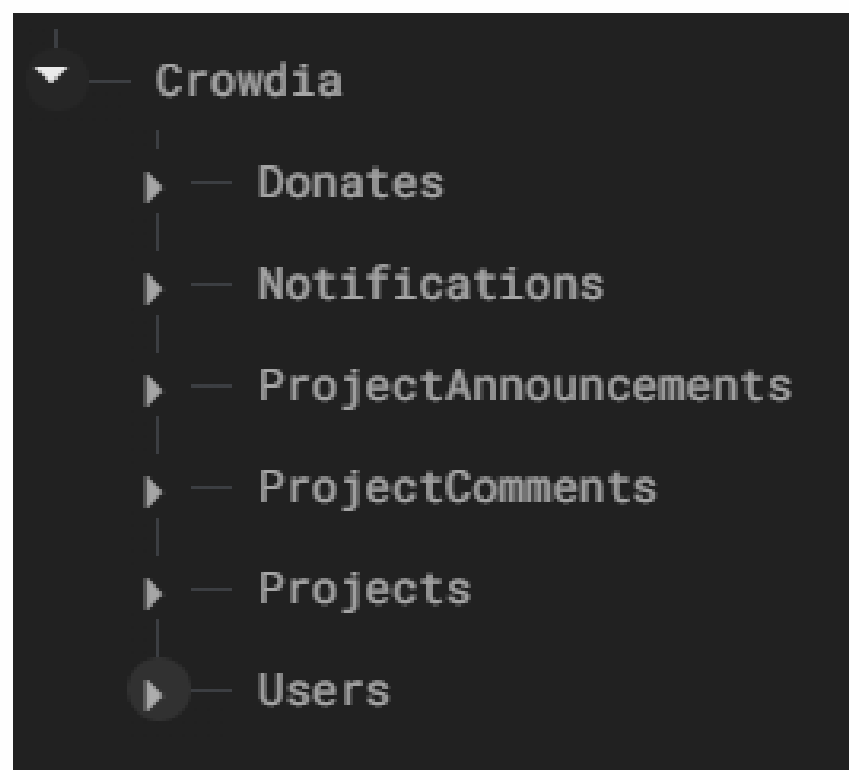 Crowdia
Donates
Notifications
ProjectAnnouncements
ProjectComments
Projects
Users